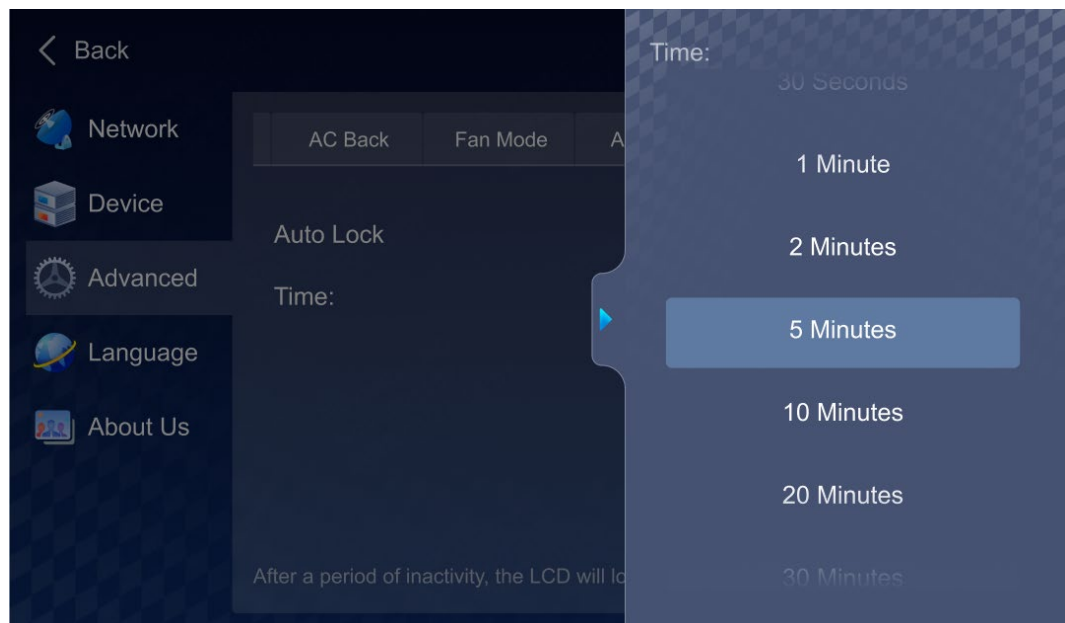 Back
Network
Device
Advanced
Language
About Us
AC Back
Fan Mode
A
Auto Lock
Time:
After a period of inactivity, the LCD will lo
Time:
30 Seconds
1 Minute
2 Minutes
5 Minutes
10 Minutes
20 Minutes
30 Minutes